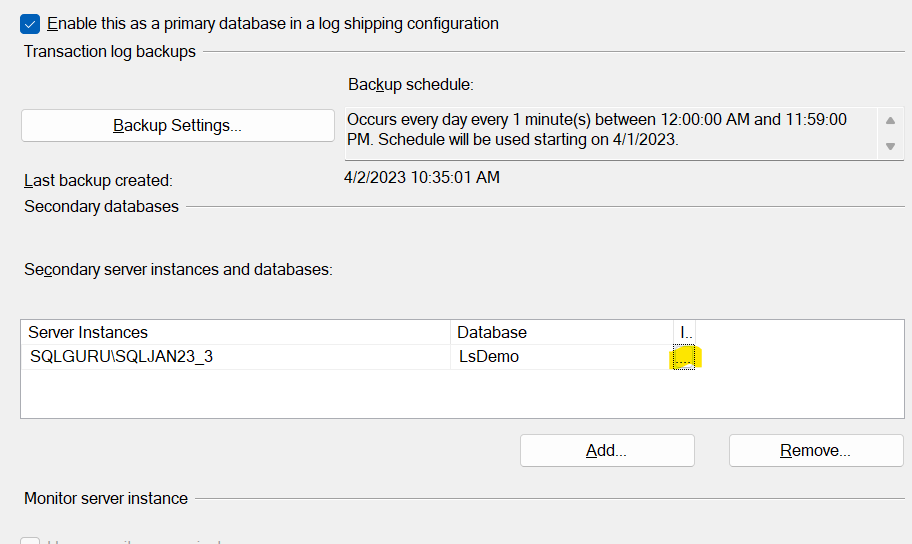 Enable this as a primary database in a log shipping configuration
Transaction log backups
Backup schedule:
Backup Settings...
Occurs every day every 1 minute(s) between 12:00:00 AM and 11:59:00
PM. Schedule will be used starting on 4/1/2023.
Last backup created:
4/2/2023 10:35:01 AM
Secondary databases
Secondary server instances and databases:
Server Instances Database I..
SQLGURU\SQLJAN23_3 LsDemo ...
Add... Remove...
Monitor server instance